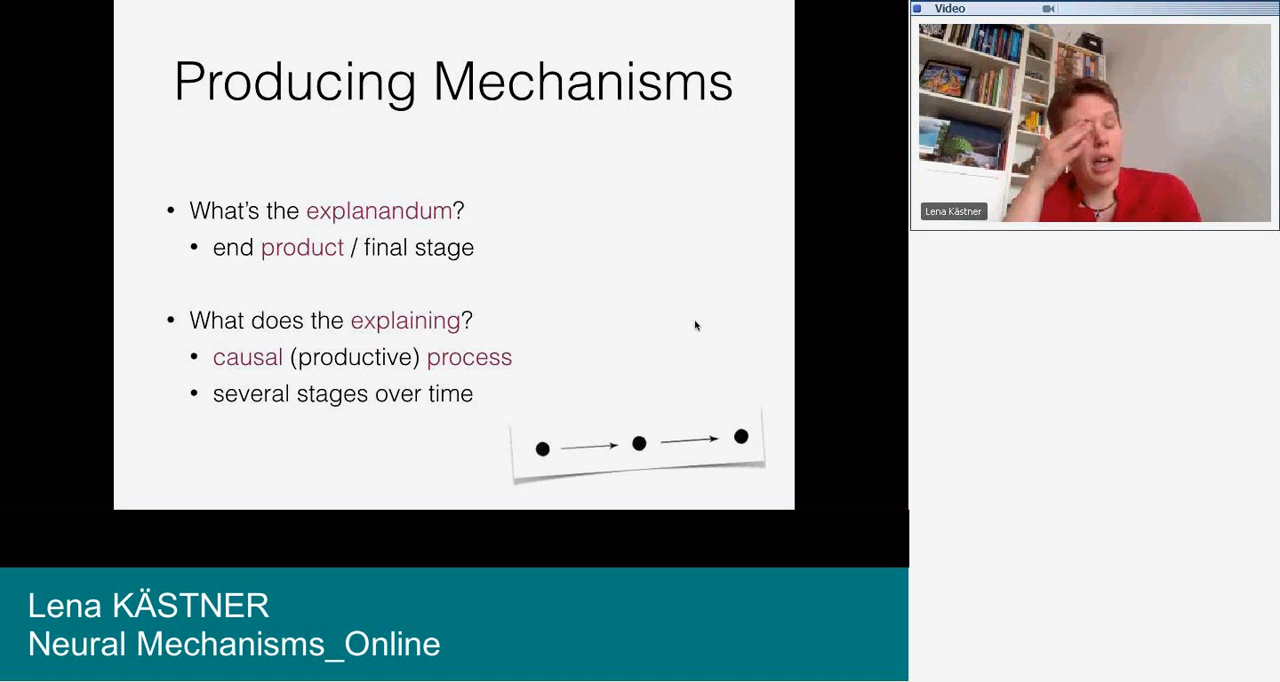 Producing Mechanisms
• What's the explanandum?
• end product / final stage
• What does the explaining?
• causal (productive) process
• several stages over time
Video
Lena Kästner
Lena KÄSTNER
Neural Mechanisms_Online